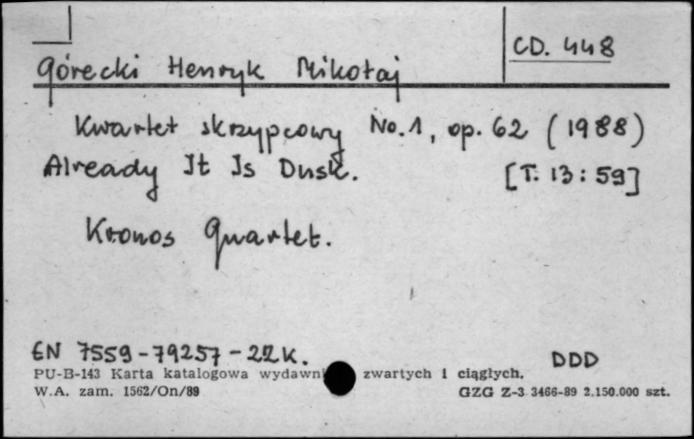 CD. 448
Górecki Henryk Mikołaj
Kwartet skrzypcowy No. 1, op. 62 (1988)
Already It Is Dusk. [T. 13:59]
Kronos Quartet.
EN 7559-79257-22K. DDD
PU-B-143 Karta katalogowa wydawn zwartych i ciągłych.
W.A. zam. 1562/On/89 GZG Z-3 3466-89 2.150.000 szt.